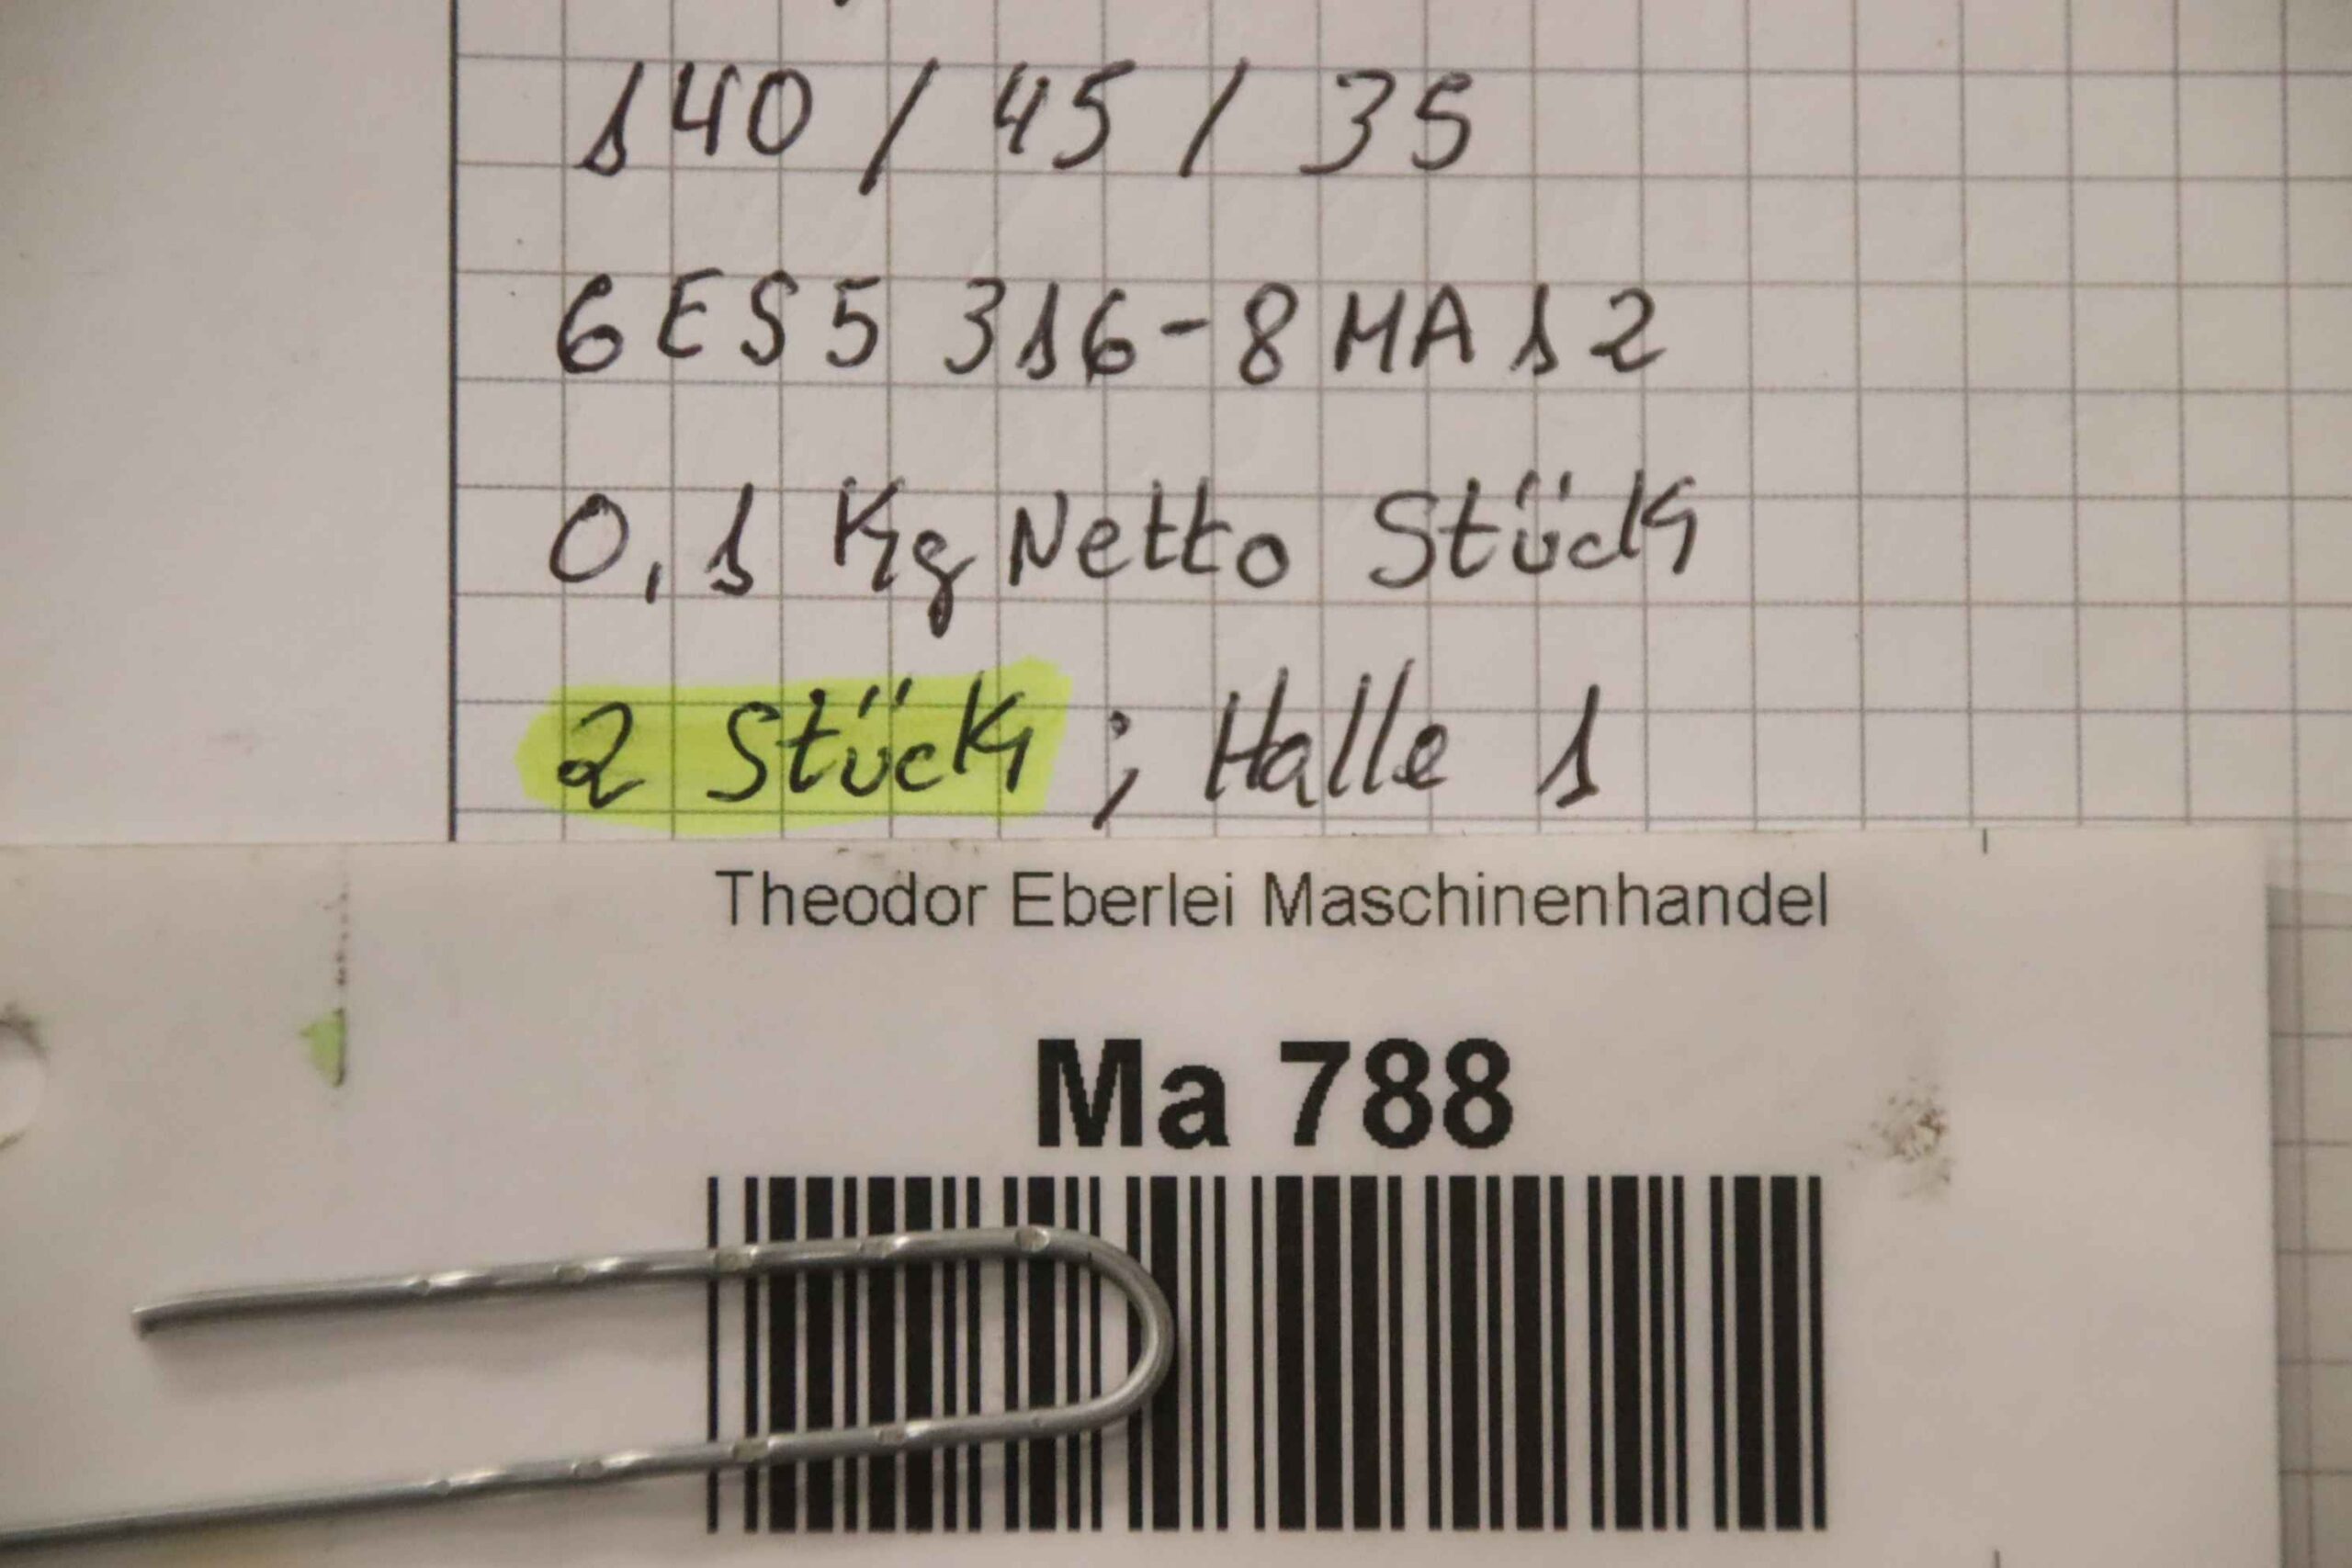 140 / 45 / 35
6ES5 316-8MA12
0,1 Kg Netto Stück
2 Stück ; Halle 1
Theodor Eberlei Maschinenhandel
Ma 788